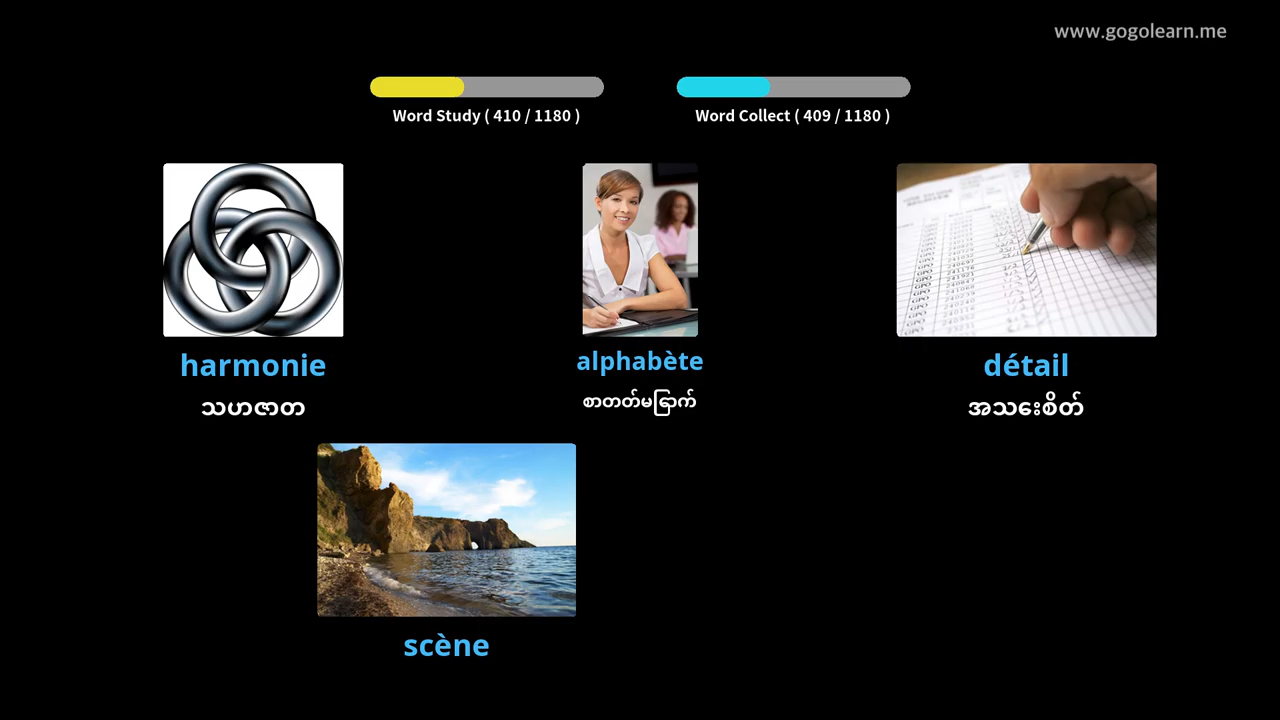 www.gogolearn.me
Word Study ( 410 / 1180 )
Word Collect ( 409 / 1180 )
harmonie
သဟဇာတ
alphabète
စာတတ်မြောက်
détail
အသေးစိတ်
scène